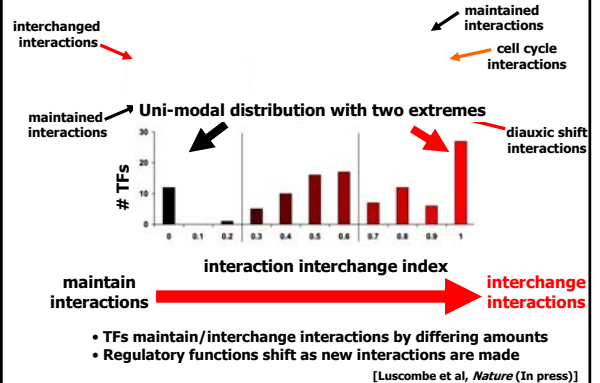 interchanged
interactions
maintained
interactions
cell cycle
interactions
maintained
interactions
Uni-modal distribution with two extremes
diauxic shift
interactions
# TFs
30
20
10
0
0 0.1 0.2 0.3 0.4 0.5 0.6 0.7 0.8 0.9 1
interaction interchange index
maintain
interactions
interchange
interactions
• TFs maintain/interchange interactions by differing amounts
• Regulatory functions shift as new interactions are made
[Luscombe et al, Nature (In press)]